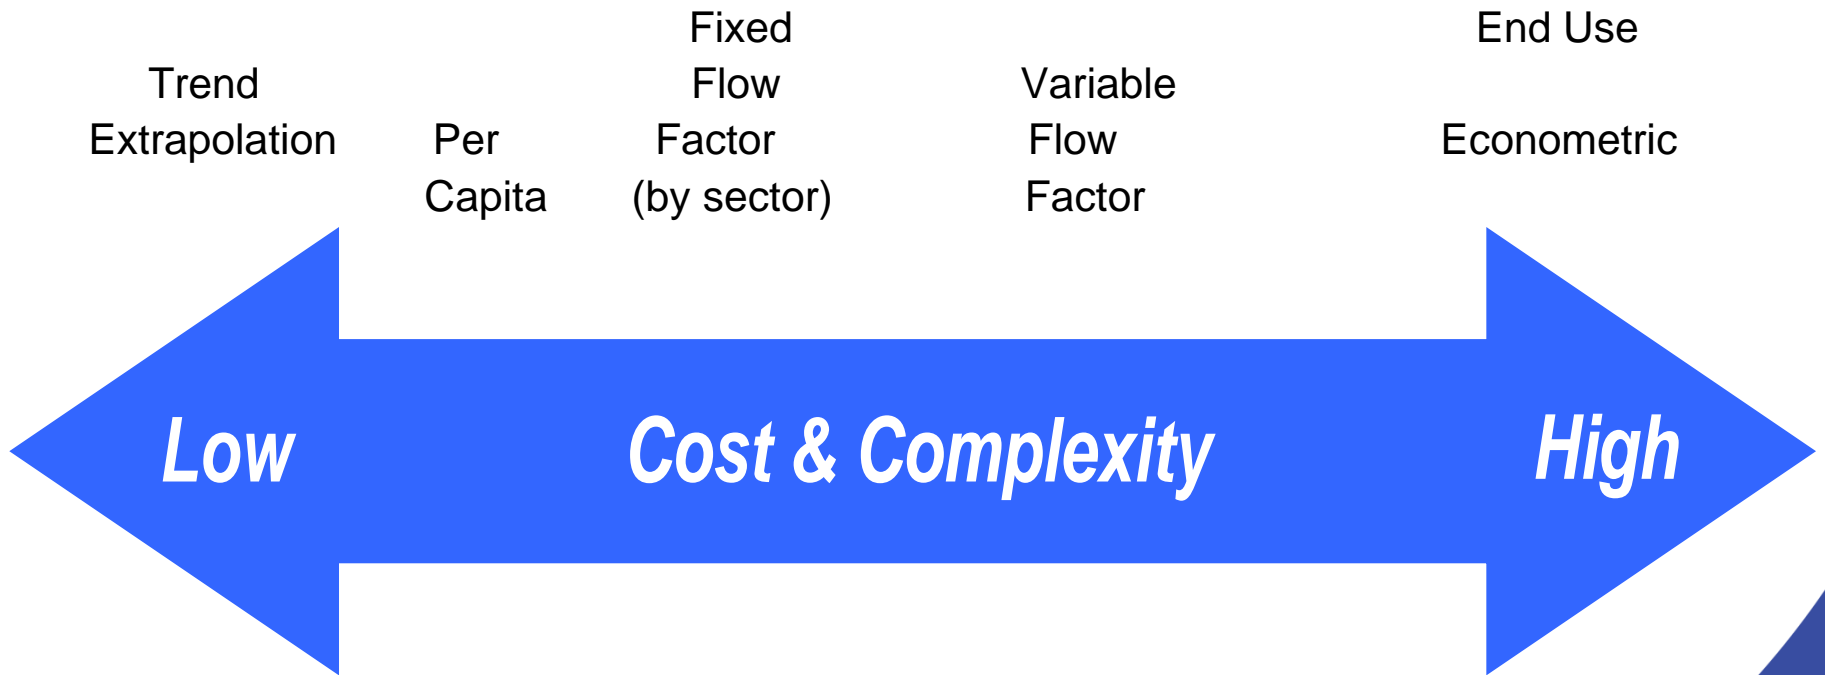 Trend
Extrapolation
Per
Capita
Fixed
Flow
Factor
(by sector)
Variable
Flow
Factor
End Use
Econometric
Low
Cost & Complexity
High